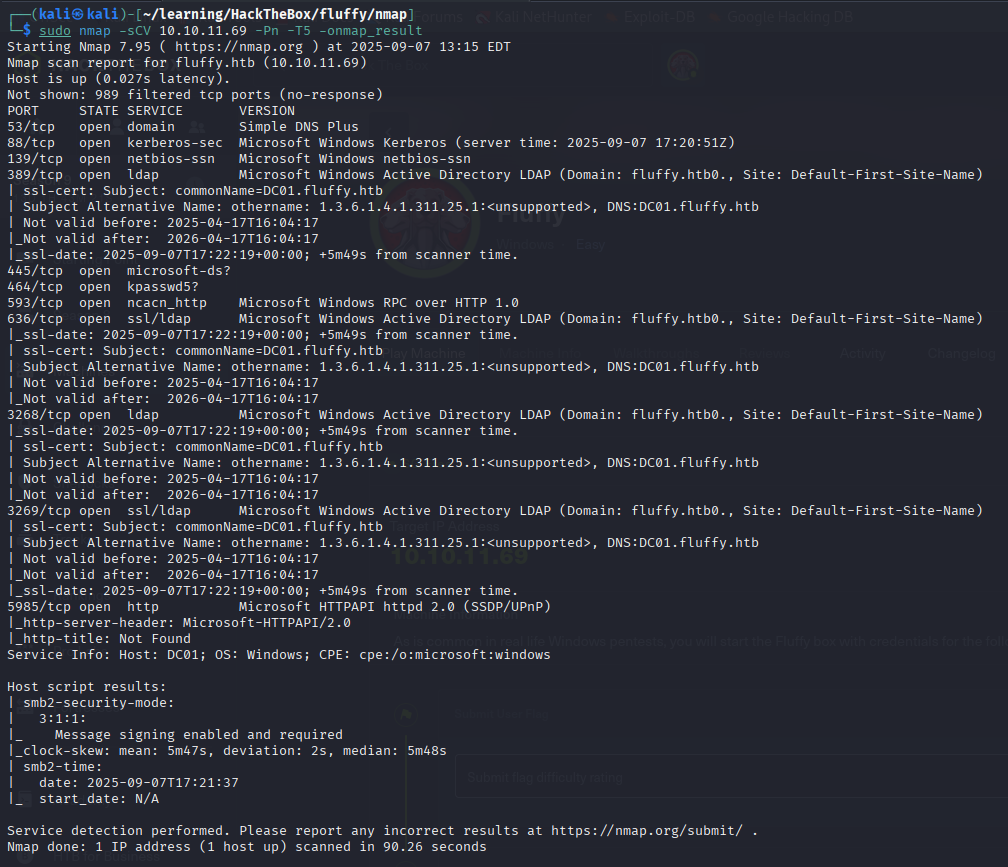 ┌──(kali㉿kali)-[~/learning/HackTheBox/fluffy/nmap]
└─$ sudo nmap -sCV 10.10.11.69 -Pn -T5 -onmap_result
Starting Nmap 7.95 ( https://nmap.org ) at 2025-09-07 13:15 EDT
Nmap scan report for fluffy.htb (10.10.11.69)
Host is up (0.027s latency).
Not shown: 989 filtered tcp ports (no-response)
PORT     STATE SERVICE       VERSION
53/tcp   open  domain        Simple DNS Plus
88/tcp   open  kerberos-sec  Microsoft Windows Kerberos (server time: 2025-09-07 17:20:51Z)
139/tcp  open  netbios-ssn   Microsoft Windows netbios-ssn
389/tcp  open  ldap          Microsoft Windows Active Directory LDAP (Domain: fluffy.htb0., Site: Default-First-Site-Name)
| ssl-cert: Subject: commonName=DC01.fluffy.htb
| Subject Alternative Name: othername: 1.3.6.1.4.1.311.25.1:<unsupported>, DNS:DC01.fluffy.htb
| Not valid before: 2025-04-17T16:04:17
|_Not valid after:  2026-04-17T16:04:17
|_ssl-date: 2025-09-07T17:22:19+00:00; +5m49s from scanner time.
445/tcp  open  microsoft-ds?
464/tcp  open  kpasswd5?
593/tcp  open  ncacn_http    Microsoft Windows RPC over HTTP 1.0
636/tcp  open  ssl/ldap      Microsoft Windows Active Directory LDAP (Domain: fluffy.htb0., Site: Default-First-Site-Name)
|_ssl-date: 2025-09-07T17:22:19+00:00; +5m49s from scanner time.
| ssl-cert: Subject: commonName=DC01.fluffy.htb
| Subject Alternative Name: othername: 1.3.6.1.4.1.311.25.1:<unsupported>, DNS:DC01.fluffy.htb
| Not valid before: 2025-04-17T16:04:17
|_Not valid after:  2026-04-17T16:04:17
3268/tcp open  ldap          Microsoft Windows Active Directory LDAP (Domain: fluffy.htb0., Site: Default-First-Site-Name)
|_ssl-date: 2025-09-07T17:22:19+00:00; +5m49s from scanner time.
| ssl-cert: Subject: commonName=DC01.fluffy.htb
| Subject Alternative Name: othername: 1.3.6.1.4.1.311.25.1:<unsupported>, DNS:DC01.fluffy.htb
| Not valid before: 2025-04-17T16:04:17
|_Not valid after:  2026-04-17T16:04:17
3269/tcp open  ssl/ldap      Microsoft Windows Active Directory LDAP (Domain: fluffy.htb0., Site: Default-First-Site-Name)
| ssl-cert: Subject: commonName=DC01.fluffy.htb
| Subject Alternative Name: othername: 1.3.6.1.4.1.311.25.1:<unsupported>, DNS:DC01.fluffy.htb
| Not valid before: 2025-04-17T16:04:17
|_Not valid after:  2026-04-17T16:04:17
|_ssl-date: 2025-09-07T17:22:19+00:00; +5m49s from scanner time.
5985/tcp open  http          Microsoft HTTPAPI httpd 2.0 (SSDP/UPnP)
|_http-server-header: Microsoft-HTTPAPI/2.0
|_http-title: Not Found
Service Info: Host: DC01; OS: Windows; CPE: cpe:/o:microsoft:windows

Host script results:
| smb2-security-mode:
|   3:1:1:
|_    Message signing enabled and required
|_clock-skew: mean: 5m47s, deviation: 2s, median: 5m48s
| smb2-time:
|   date: 2025-09-07T17:21:37
|_  start_date: N/A

Service detection performed. Please report any incorrect results at https://nmap.org/submit/ .
Nmap done: 1 IP address (1 host up) scanned in 90.26 seconds